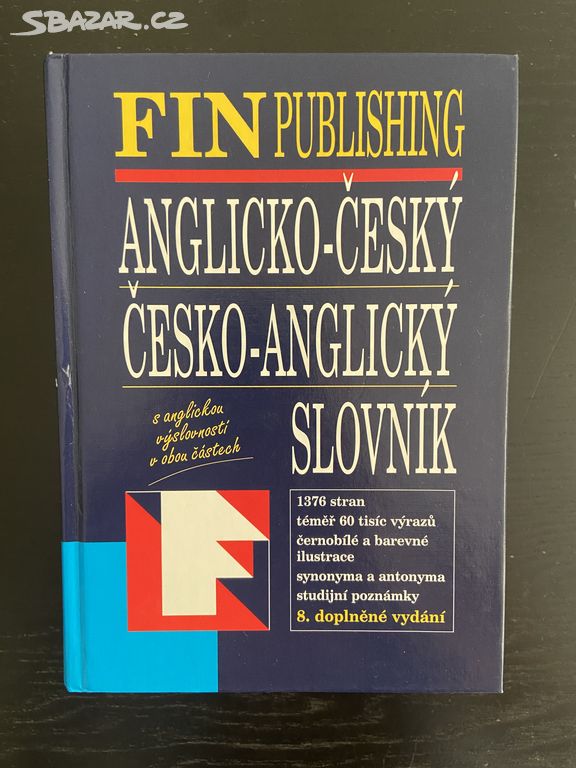 SBAZAR.CZ
FIN PUBLISHING
ANGLICKO-ČESKÝ
ČESKO-ANGLICKÝ
SLOVNÍK
s anglickou
výslovností
v obou částech
1376 stran
téměř 60 tisíc výrazů
černobílé a barevné
ilustrace
synonyma a antonyma
studijní poznámky
8. doplněné vydání